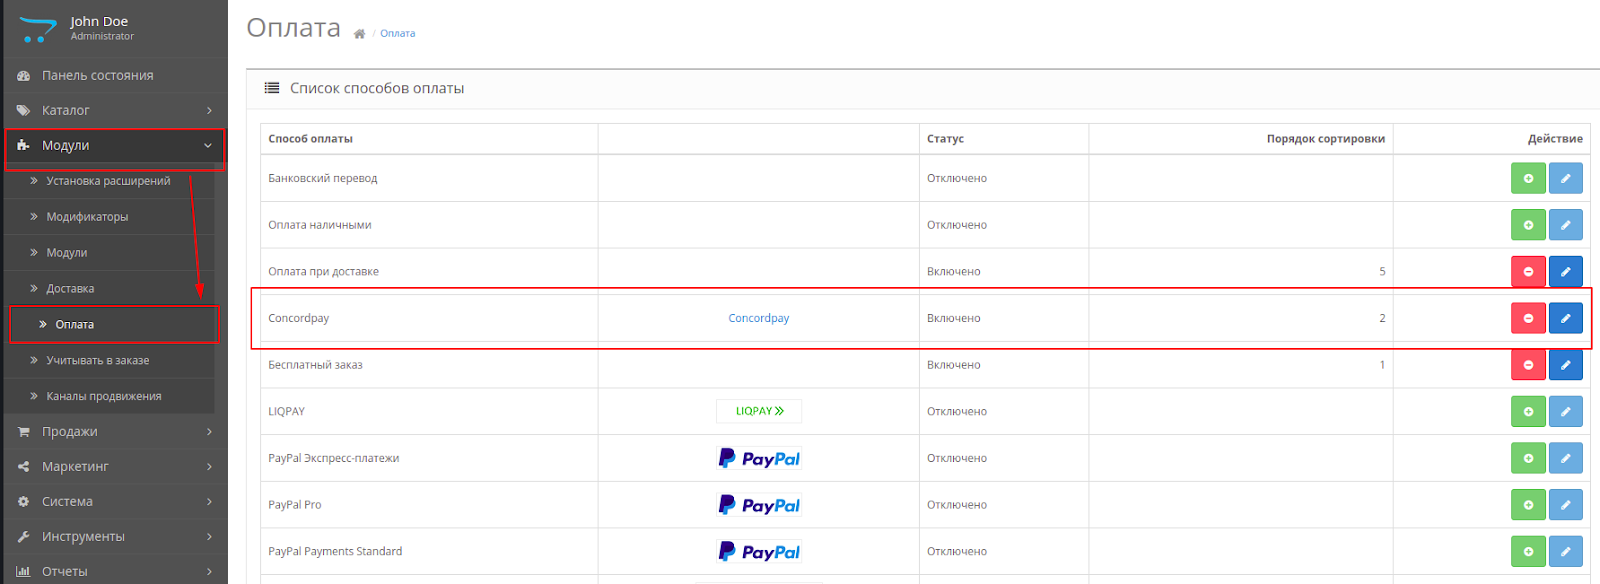 John Doe
Administrator
Панель состояния
Каталог
Модули
Установка расширений
Модификаторы
Модули
Доставка
Оплата
Учитывать в заказе
Каналы продвижения
Продажи
Маркетинг
Система
Инструменты
Отчеты
Оплата / Оплата
Список способов оплаты
Способ оплаты Статус Порядок сортировки Действие
Банковский перевод Отключено
Оплата наличными Отключено
Оплата при доставке Включено 5
Concordpay Concordpay Включено 2
Бесплатный заказ Включено 1
LIQPAY LIQPAY Отключено
PayPal Экспресс-платежи PayPal Отключено
PayPal Pro PayPal Отключено
PayPal Payments Standard PayPal Отключено